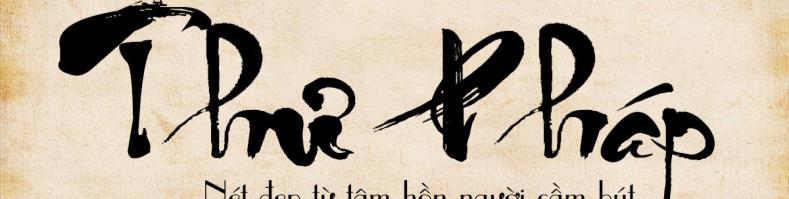 Thư Pháp
Nét đẹp từ tâm hồn người cầm bút